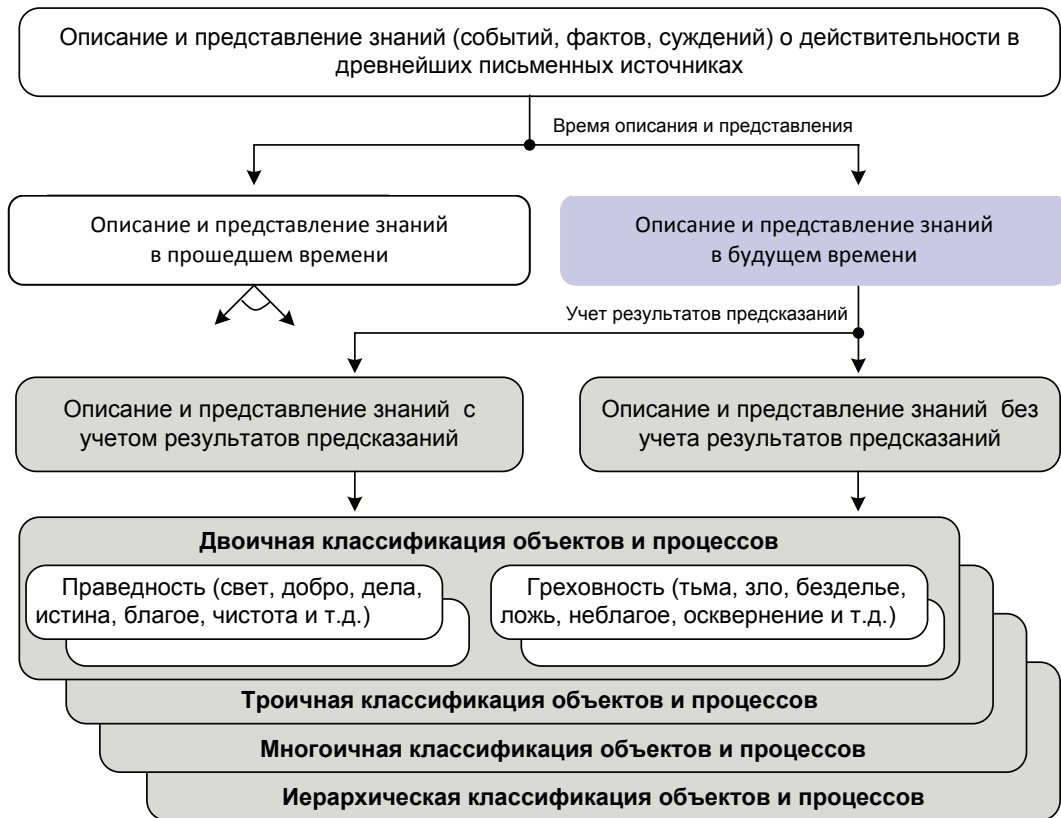 Описание и представление знаний (событий, фактов, суждений) о действительности в
древнейших письменных источниках
Время описания и представления
Описание и представление знаний
в прошедшем времени
Описание и представление знаний
в будущем времени
Учет результатов предсказаний
Описание и представление знаний с
учетом результатов предсказаний
Описание и представление знаний без
учета результатов предсказаний
Двоичная классификация объектов и процессов
Праведность (свет, добро, дела,
истина, благое, чистота и т.д.)
Греховность (тьма, зло, безделье,
ложь, неблагое, осквернение и т.д.)
Троичная классификация объектов и процессов
Многоичная классификация объектов и процессов
Иерархическая классификация объектов и процессов